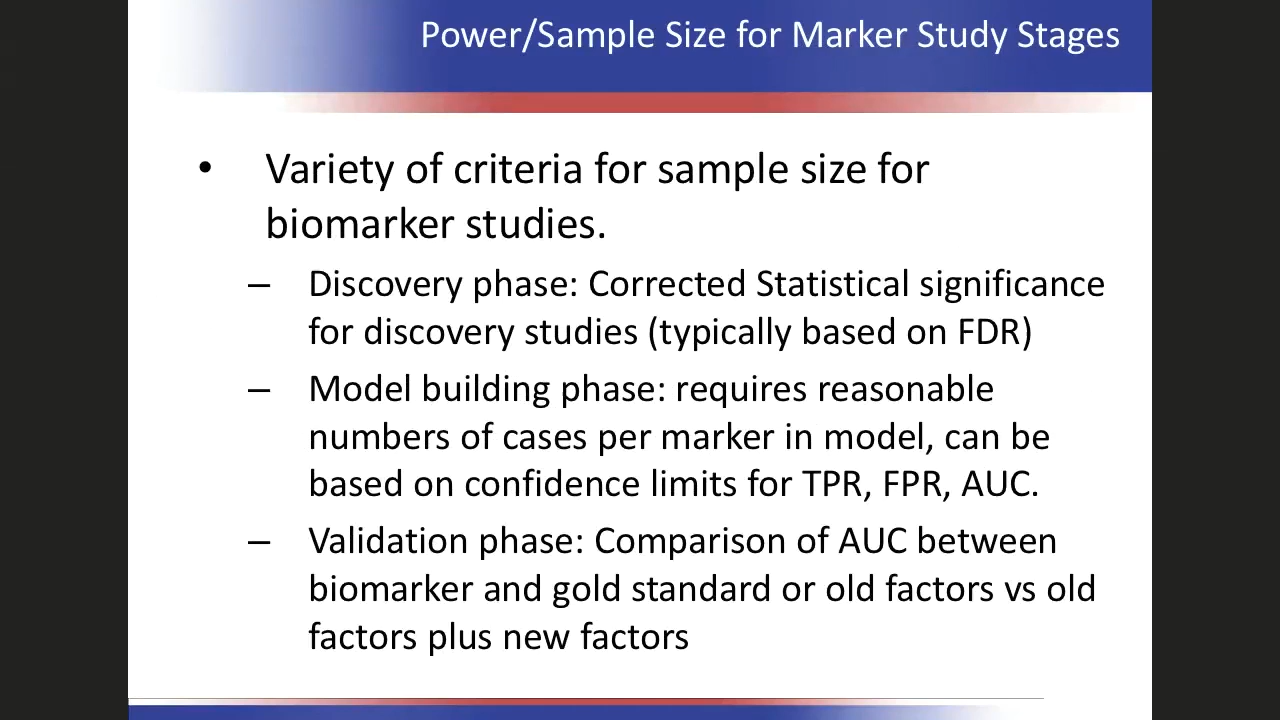 Power/Sample Size for Marker Study Stages
• Variety of criteria for sample size for
biomarker studies.
– Discovery phase: Corrected Statistical significance
for discovery studies (typically based on FDR)
– Model building phase: requires reasonable
numbers of cases per marker in model, can be
based on confidence limits for TPR, FPR, AUC.
– Validation phase: Comparison of AUC between
biomarker and gold standard or old factors vs old
factors plus new factors